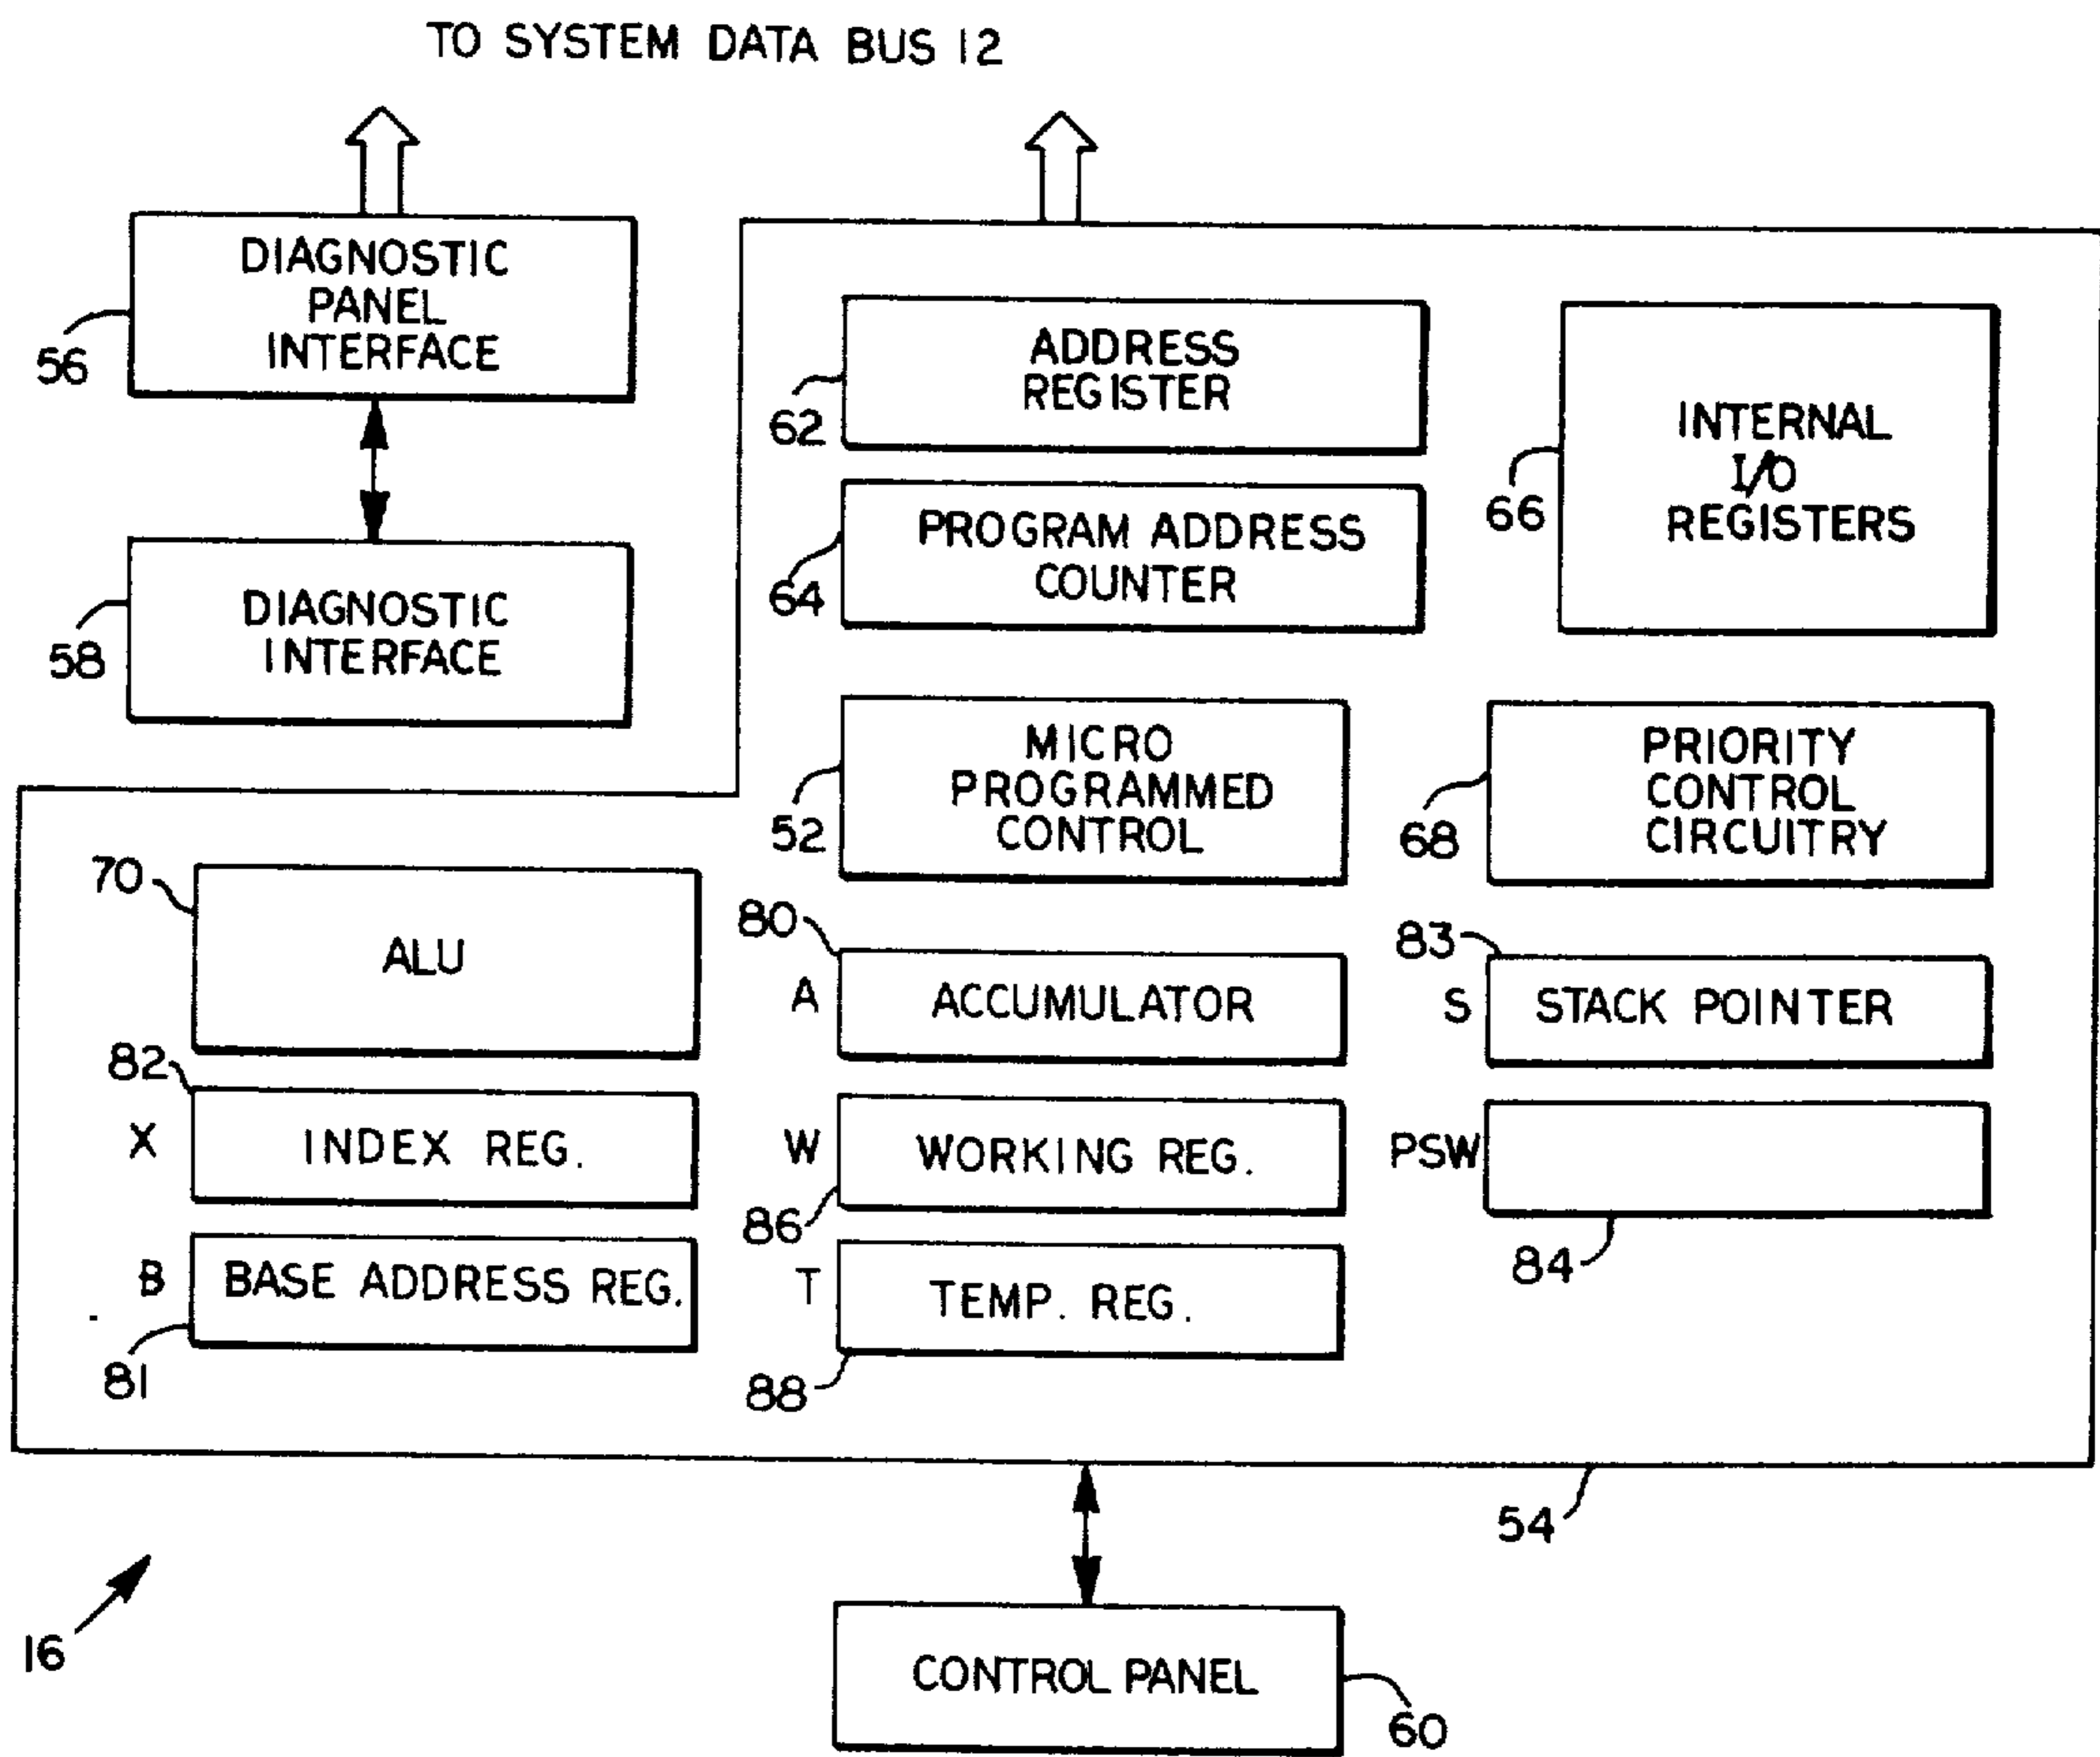 TO SYSTEM DATA BUS 12
DIAGNOSTIC
PANEL
INTERFACE
56
DIAGNOSTIC
INTERFACE
58
ADDRESS
REGISTER
62
PROGRAM ADDRESS
COUNTER
64
INTERNAL
I/O
REGISTERS
66
MICRO
PROGRAMMED
CONTROL
52
PRIORITY
CONTROL
CIRCUITRY
68
70
ALU
80
A
ACCUMULATOR
83
S
STACK POINTER
82
X
INDEX REG.
W
WORKING REG.
86
PSW
84
B
BASE ADDRESS REG.
81
T
TEMP. REG.
88
54
16
CONTROL PANEL
60